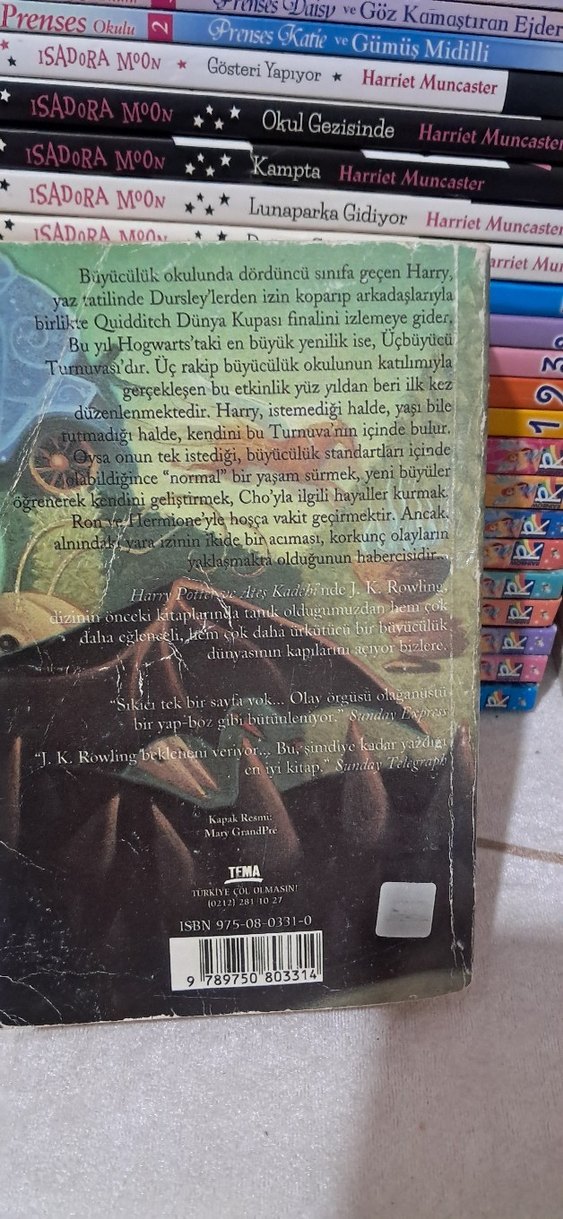 Prenses Daisy ve Göz Kamaştıran Ejder
Prenses Okulu 2 Prenses Katie ve Gümüş Midilli
ISADORA MOON Gösteri Yapıyor Harriet Muncaster
ISADORA MOON Okul Gezisinde Harriet Muncaster
ISADORA MOON Kampta Harriet Muncaster
ISADORA MOON Lunaparka Gidiyor Harriet Muncaster
ISADORA MOON
Büyücülük okulunda dördüncü sınıfa geçen Harry,
yaz tatilinde Dursley'lerden izin koparıp arkadaşlarıyla
birlikte Quidditch Dünya Kupası finalini izlemeye gider.
Bu yıl Hogwarts'taki en büyük yenilik ise, Üçbüyücü
Turnuvası'dır. Üç rakip büyücülük okulunun katılımıyla
gerçekleşen bu etkinlik yüz yıldan beri ilk kez
düzenlenmektedir. Harry, istemediği halde, yaşı bile
tutmadığı halde, kendini bu Turnuva'nın içinde bulur.
Oysa onun tek istediği, büyücülük standartları içinde
olabildiğince “normal” bir yaşam sürmek, yeni büyüler
öğrenerek kendini geliştirmek, Cho'yla ilgili hayaller kurmak,
Ron ve Hermione'yle hoşça vakit geçirmektir. Ancak,
alnındaki yara izinin ikide bir acıması, korkunç olayların
yaklaşmakta olduğunun habercisidir...
Harry Potter ve Ateş Kadehi'nde J. K. Rowling,
dizinin önceki kitaplarında tanık olduğumuzdan hem çok
daha eğlenceli, hem çok daha ürkütücü bir büyücülük
dünyasının kapılarını açıyor bizlere.
“Sıkıcı tek bir sayfa yok... Olay örgüsü olağanüstü
bir yap-boz gibi bütünleniyor.” Sunday Express
“J. K. Rowling bekleneni veriyor... Bu, şimdiye kadar yazdığı
en iyi kitap.” Sunday Telegraph
Kapak Resmi:
Mary GrandPré
TEMA
TÜRKİYE ÇÖL OLMASIN!
(0212) 281 10 27
ISBN 975-08-0331-0
9 789750 803314
3
2
1